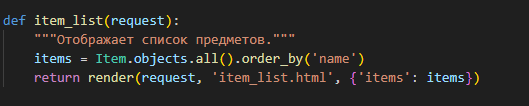 def item_list(request):
    """Отображает список предметов."""
    items = Item.objects.all().order_by('name')
    return render(request, 'item_list.html', {'items': items})